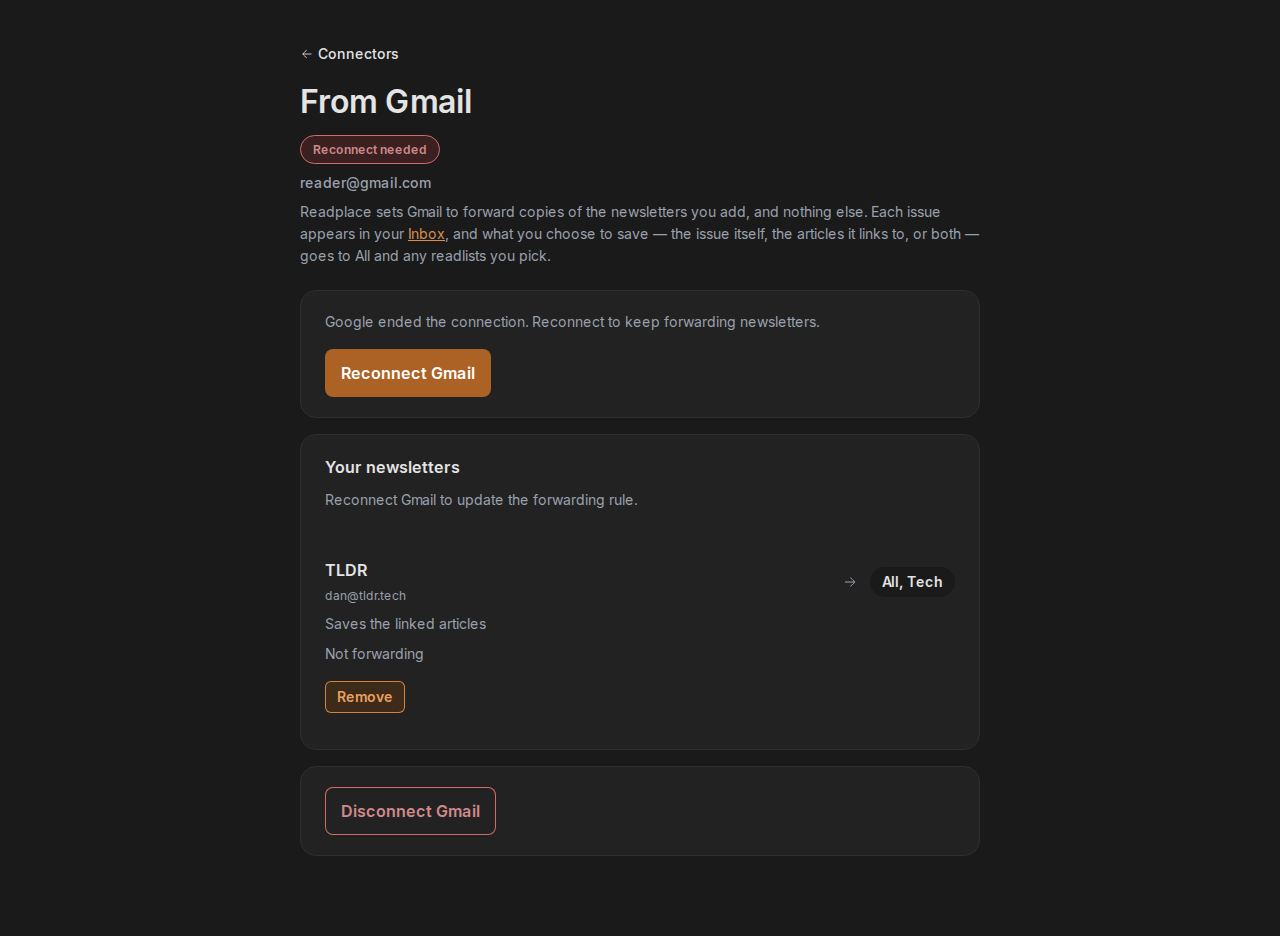 ← Connectors
From Gmail
Reconnect needed
reader@gmail.com
Readplace sets Gmail to forward copies of the newsletters you add, and nothing else. Each issue
appears in your Inbox, and what you choose to save — the issue itself, the articles it links to, or both —
goes to All and any readlists you pick.
Google ended the connection. Reconnect to keep forwarding newsletters.
Reconnect Gmail
Your newsletters
Reconnect Gmail to update the forwarding rule.
TLDR
→ All, Tech
dan@tldr.tech
Saves the linked articles
Not forwarding
Remove
Disconnect Gmail